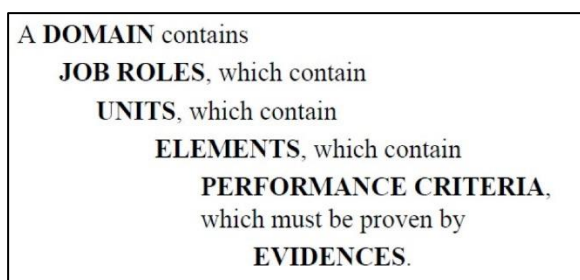 A DOMAIN contains
JOB ROLES, which contain
UNITS, which contain
ELEMENTS, which contain
PERFORMANCE CRITERIA,
which must be proven by
EVIDENCES.